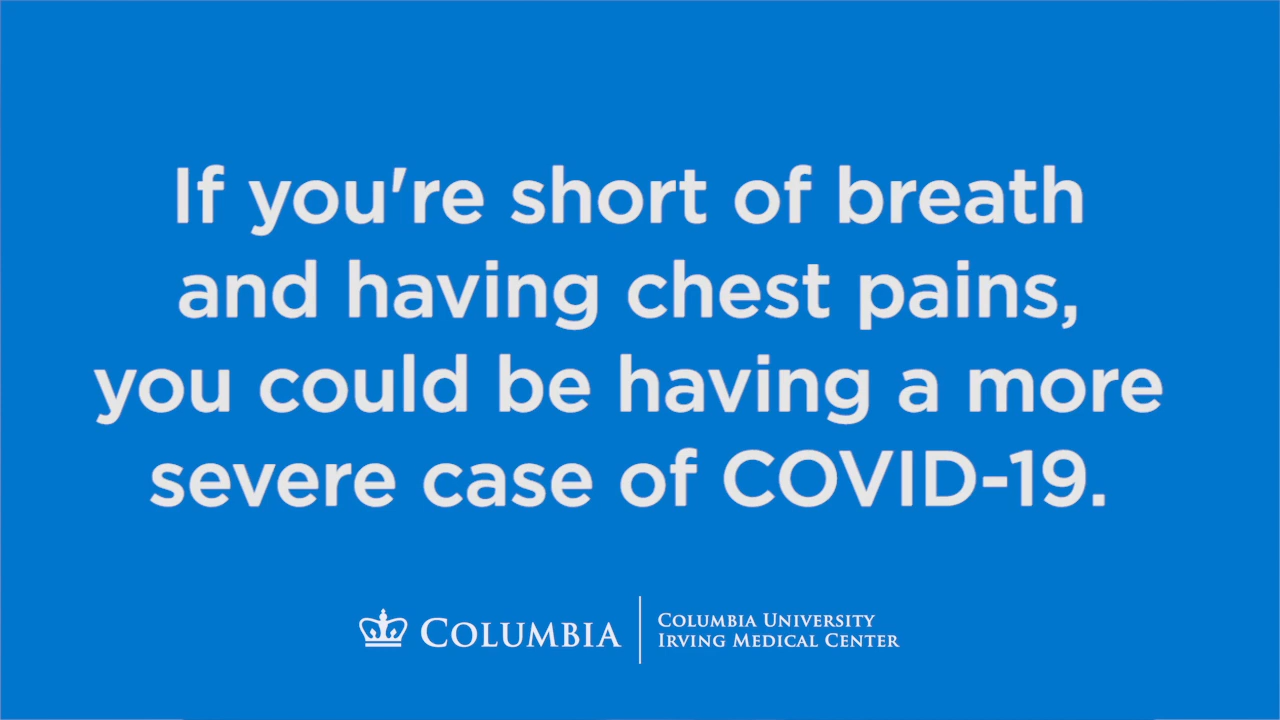 If you're short of breath
and having chest pains,
you could be having a more
severe case of COVID-19.
COLUMBIA
COLUMBIA UNIVERSITY
IRVING MEDICAL CENTER